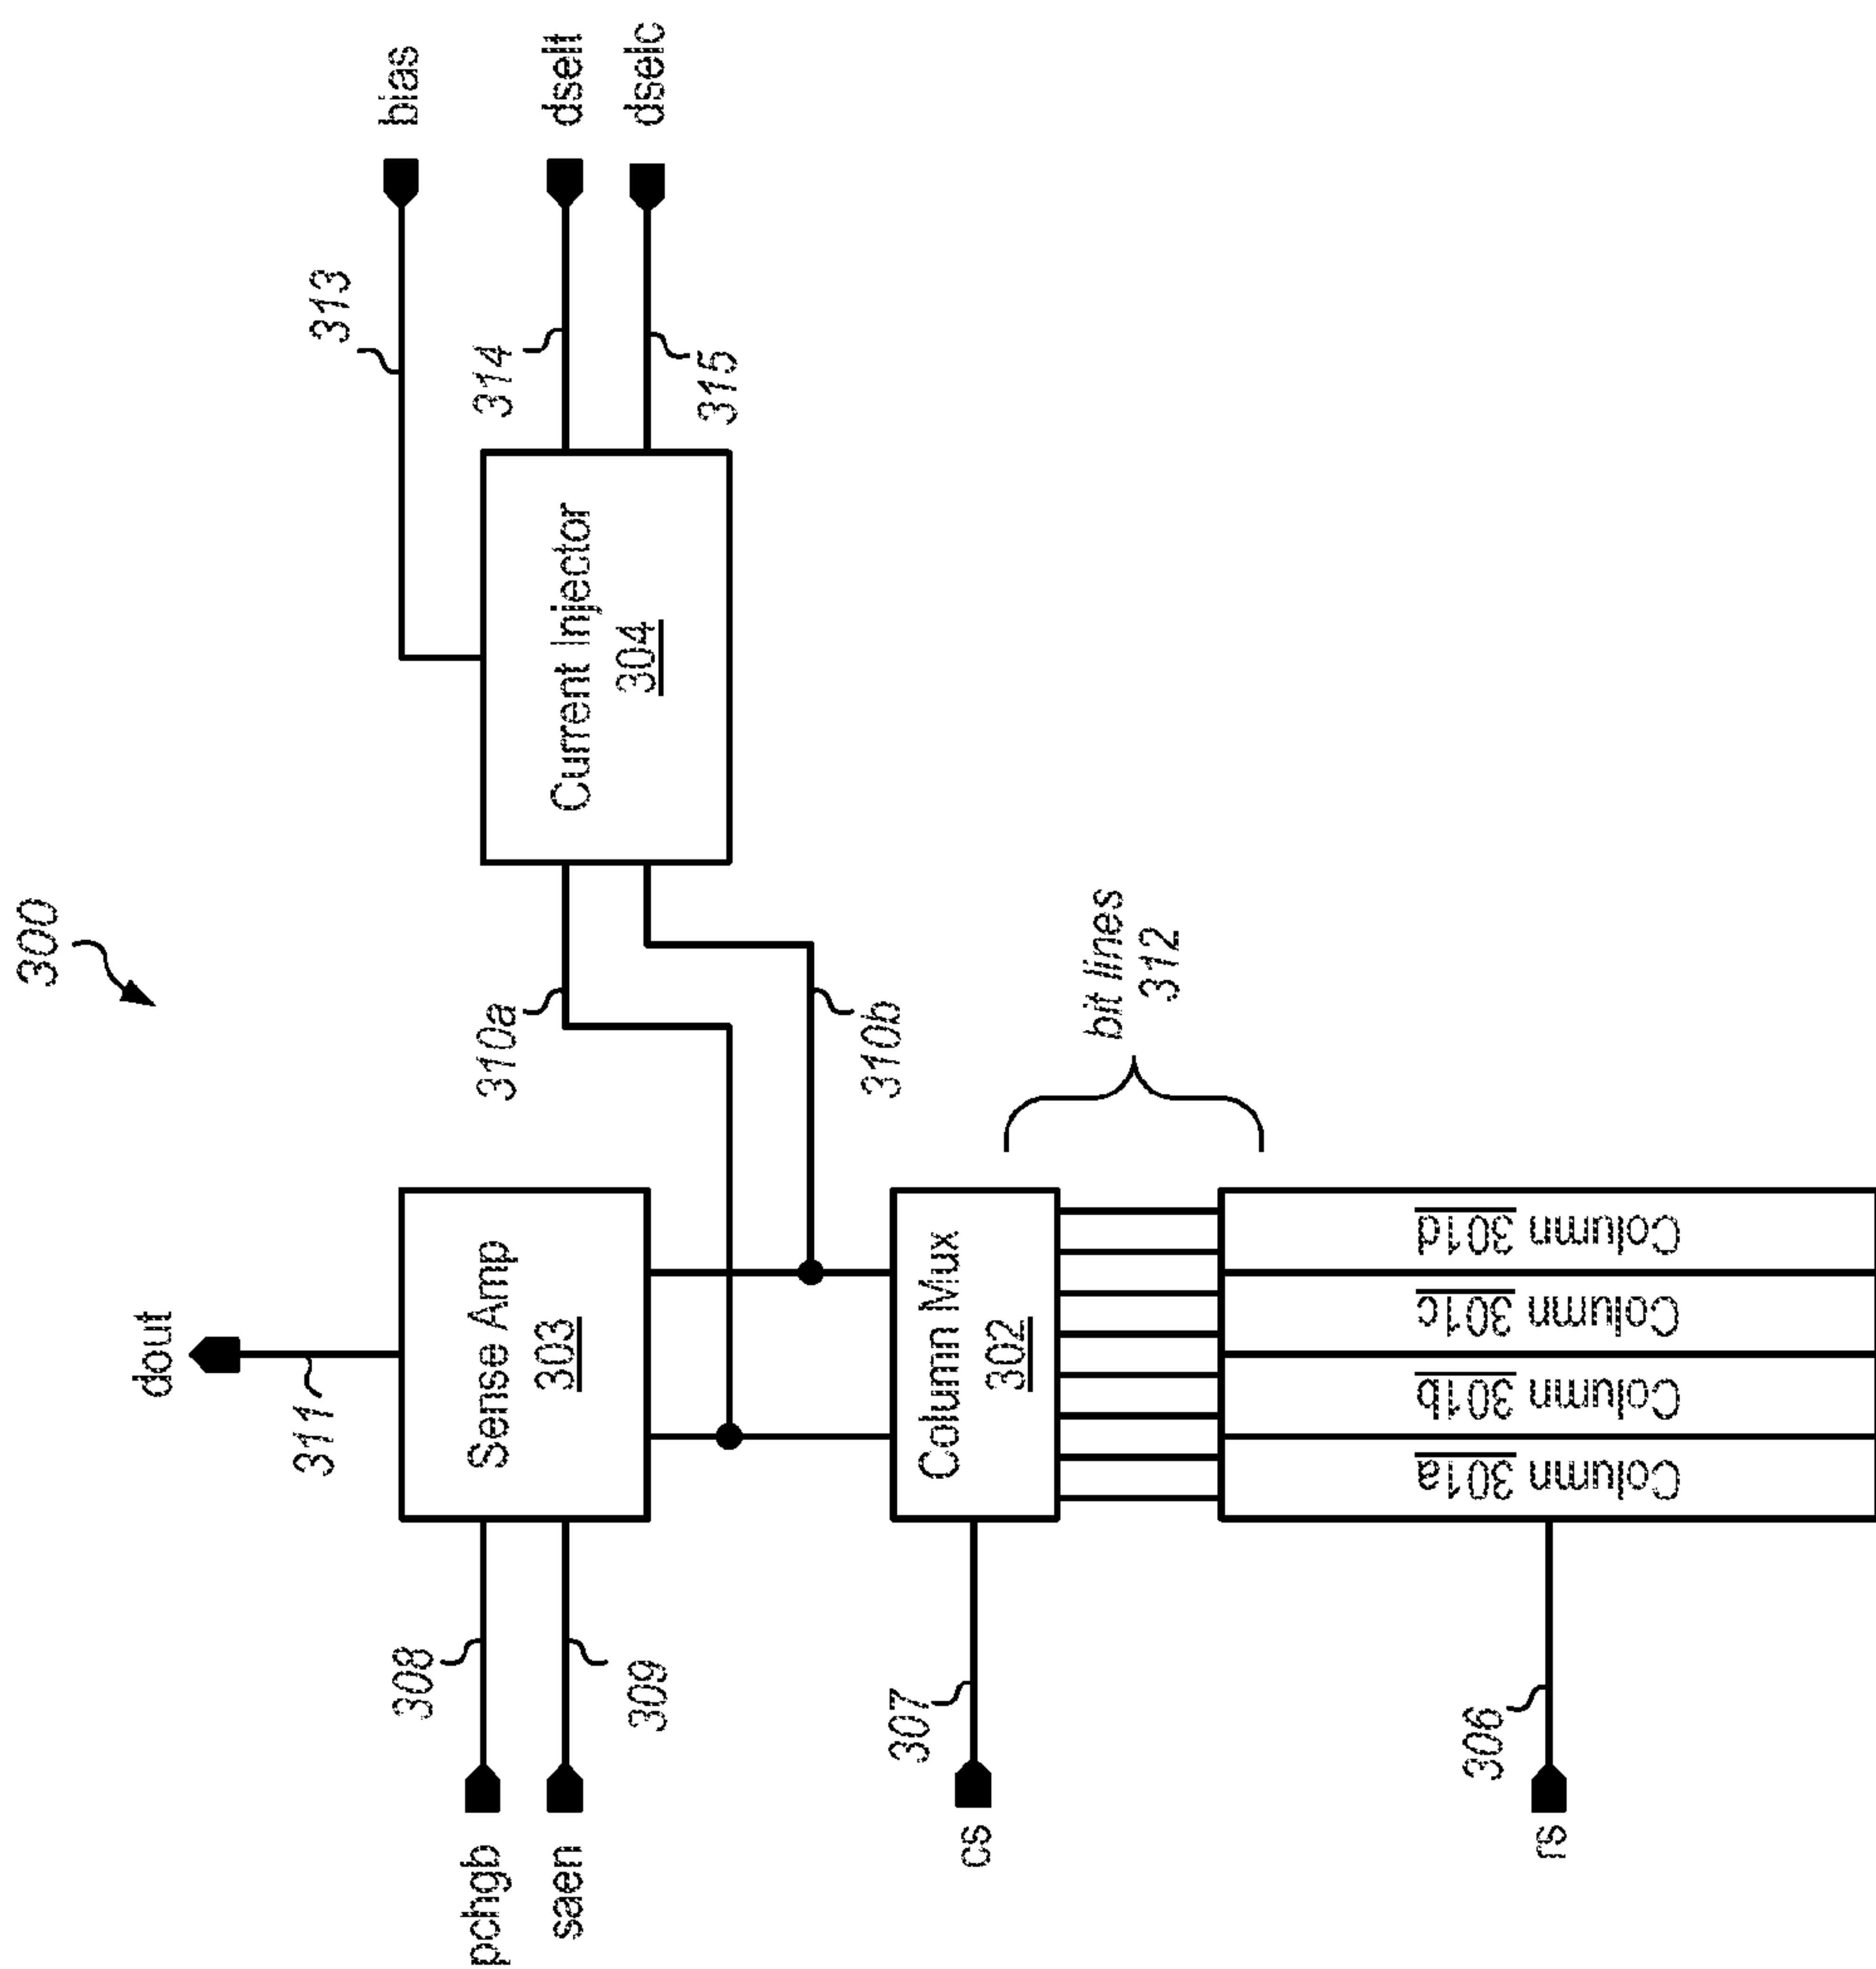 300
dout
311
pchgb
308
saen
309
Sense Amp
303
310a
310b
bias
313
dselt
314
dselc
315
Current Injector
304
cs
307
Column Mux
302
bit lines
312
rs
306
Column 301a
Column 301b
Column 301c
Column 301d